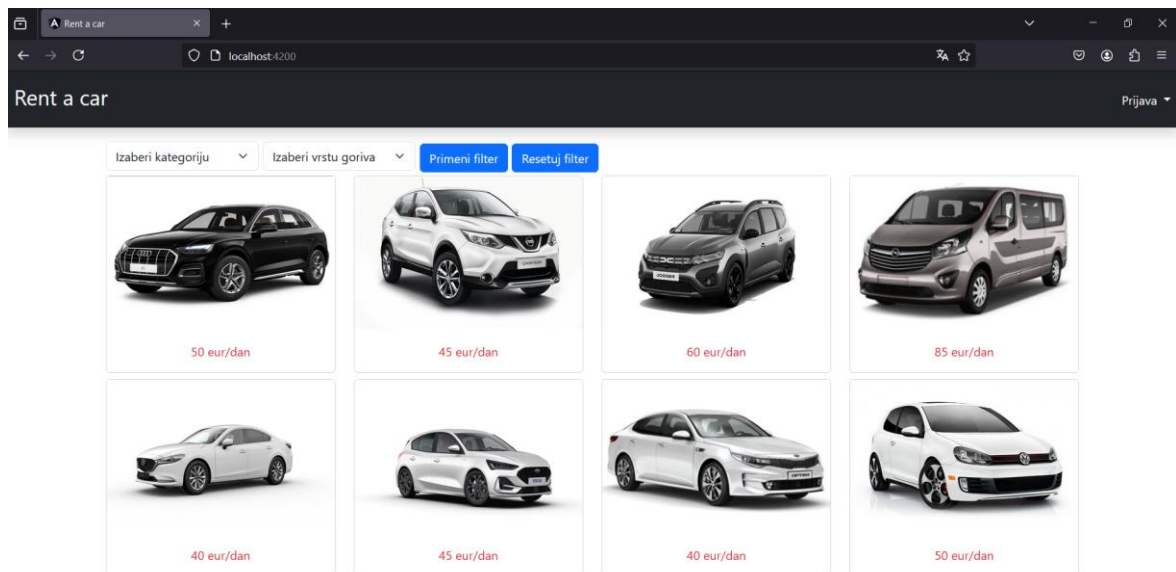 Rent a car
localhost:4200
Rent a car
Prijava
Izaberi kategoriju
Izaberi vrstu goriva
Primeni filter
Resetuj filter
50 eur/dan
45 eur/dan
60 eur/dan
85 eur/dan
40 eur/dan
45 eur/dan
40 eur/dan
50 eur/dan